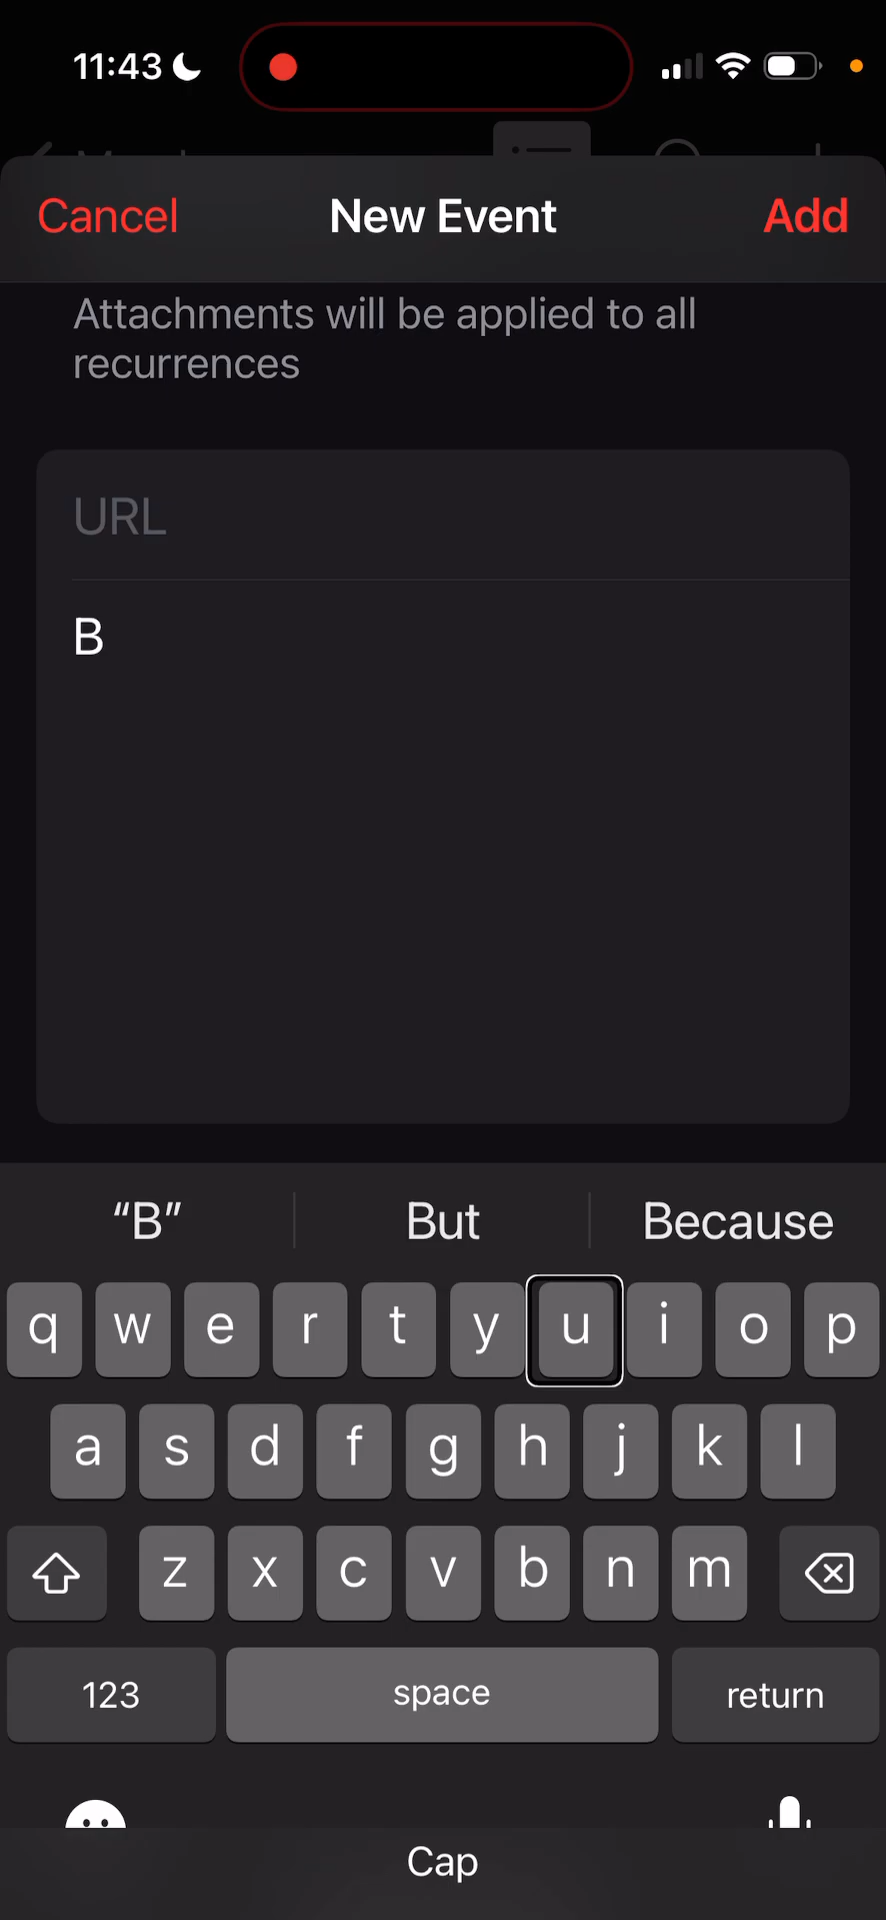 11:43
Cancel
New Event
Add
Attachments will be applied to all
recurrences
URL
B
“B”
But
Because
q w e r t y u i o p
a s d f g h j k l
z x c v b n m
123
space
return
Cap